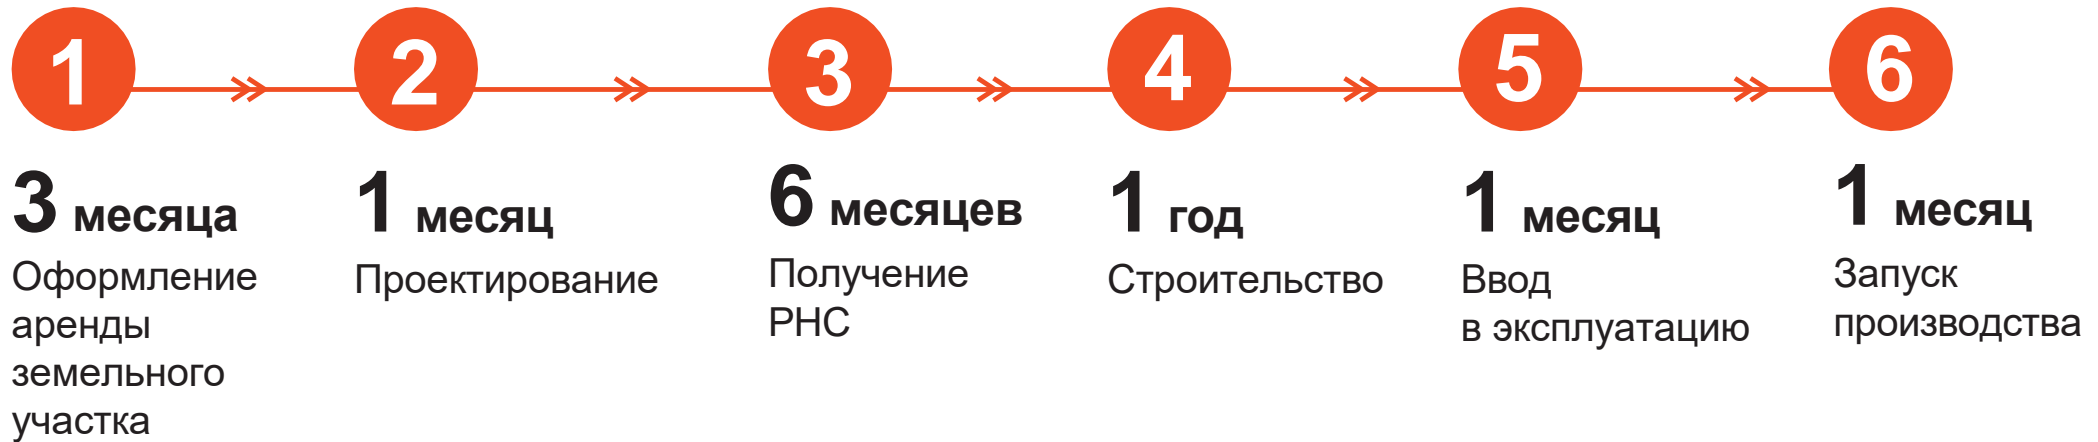 1
2
3
4
5
6
3 месяца
Оформление
аренды
земельного
участка
1 месяц
Проектирование
6 месяцев
Получение
РНС
1 год
Строительство
1 месяц
Ввод
в эксплуатацию
1 месяц
Запуск
производства